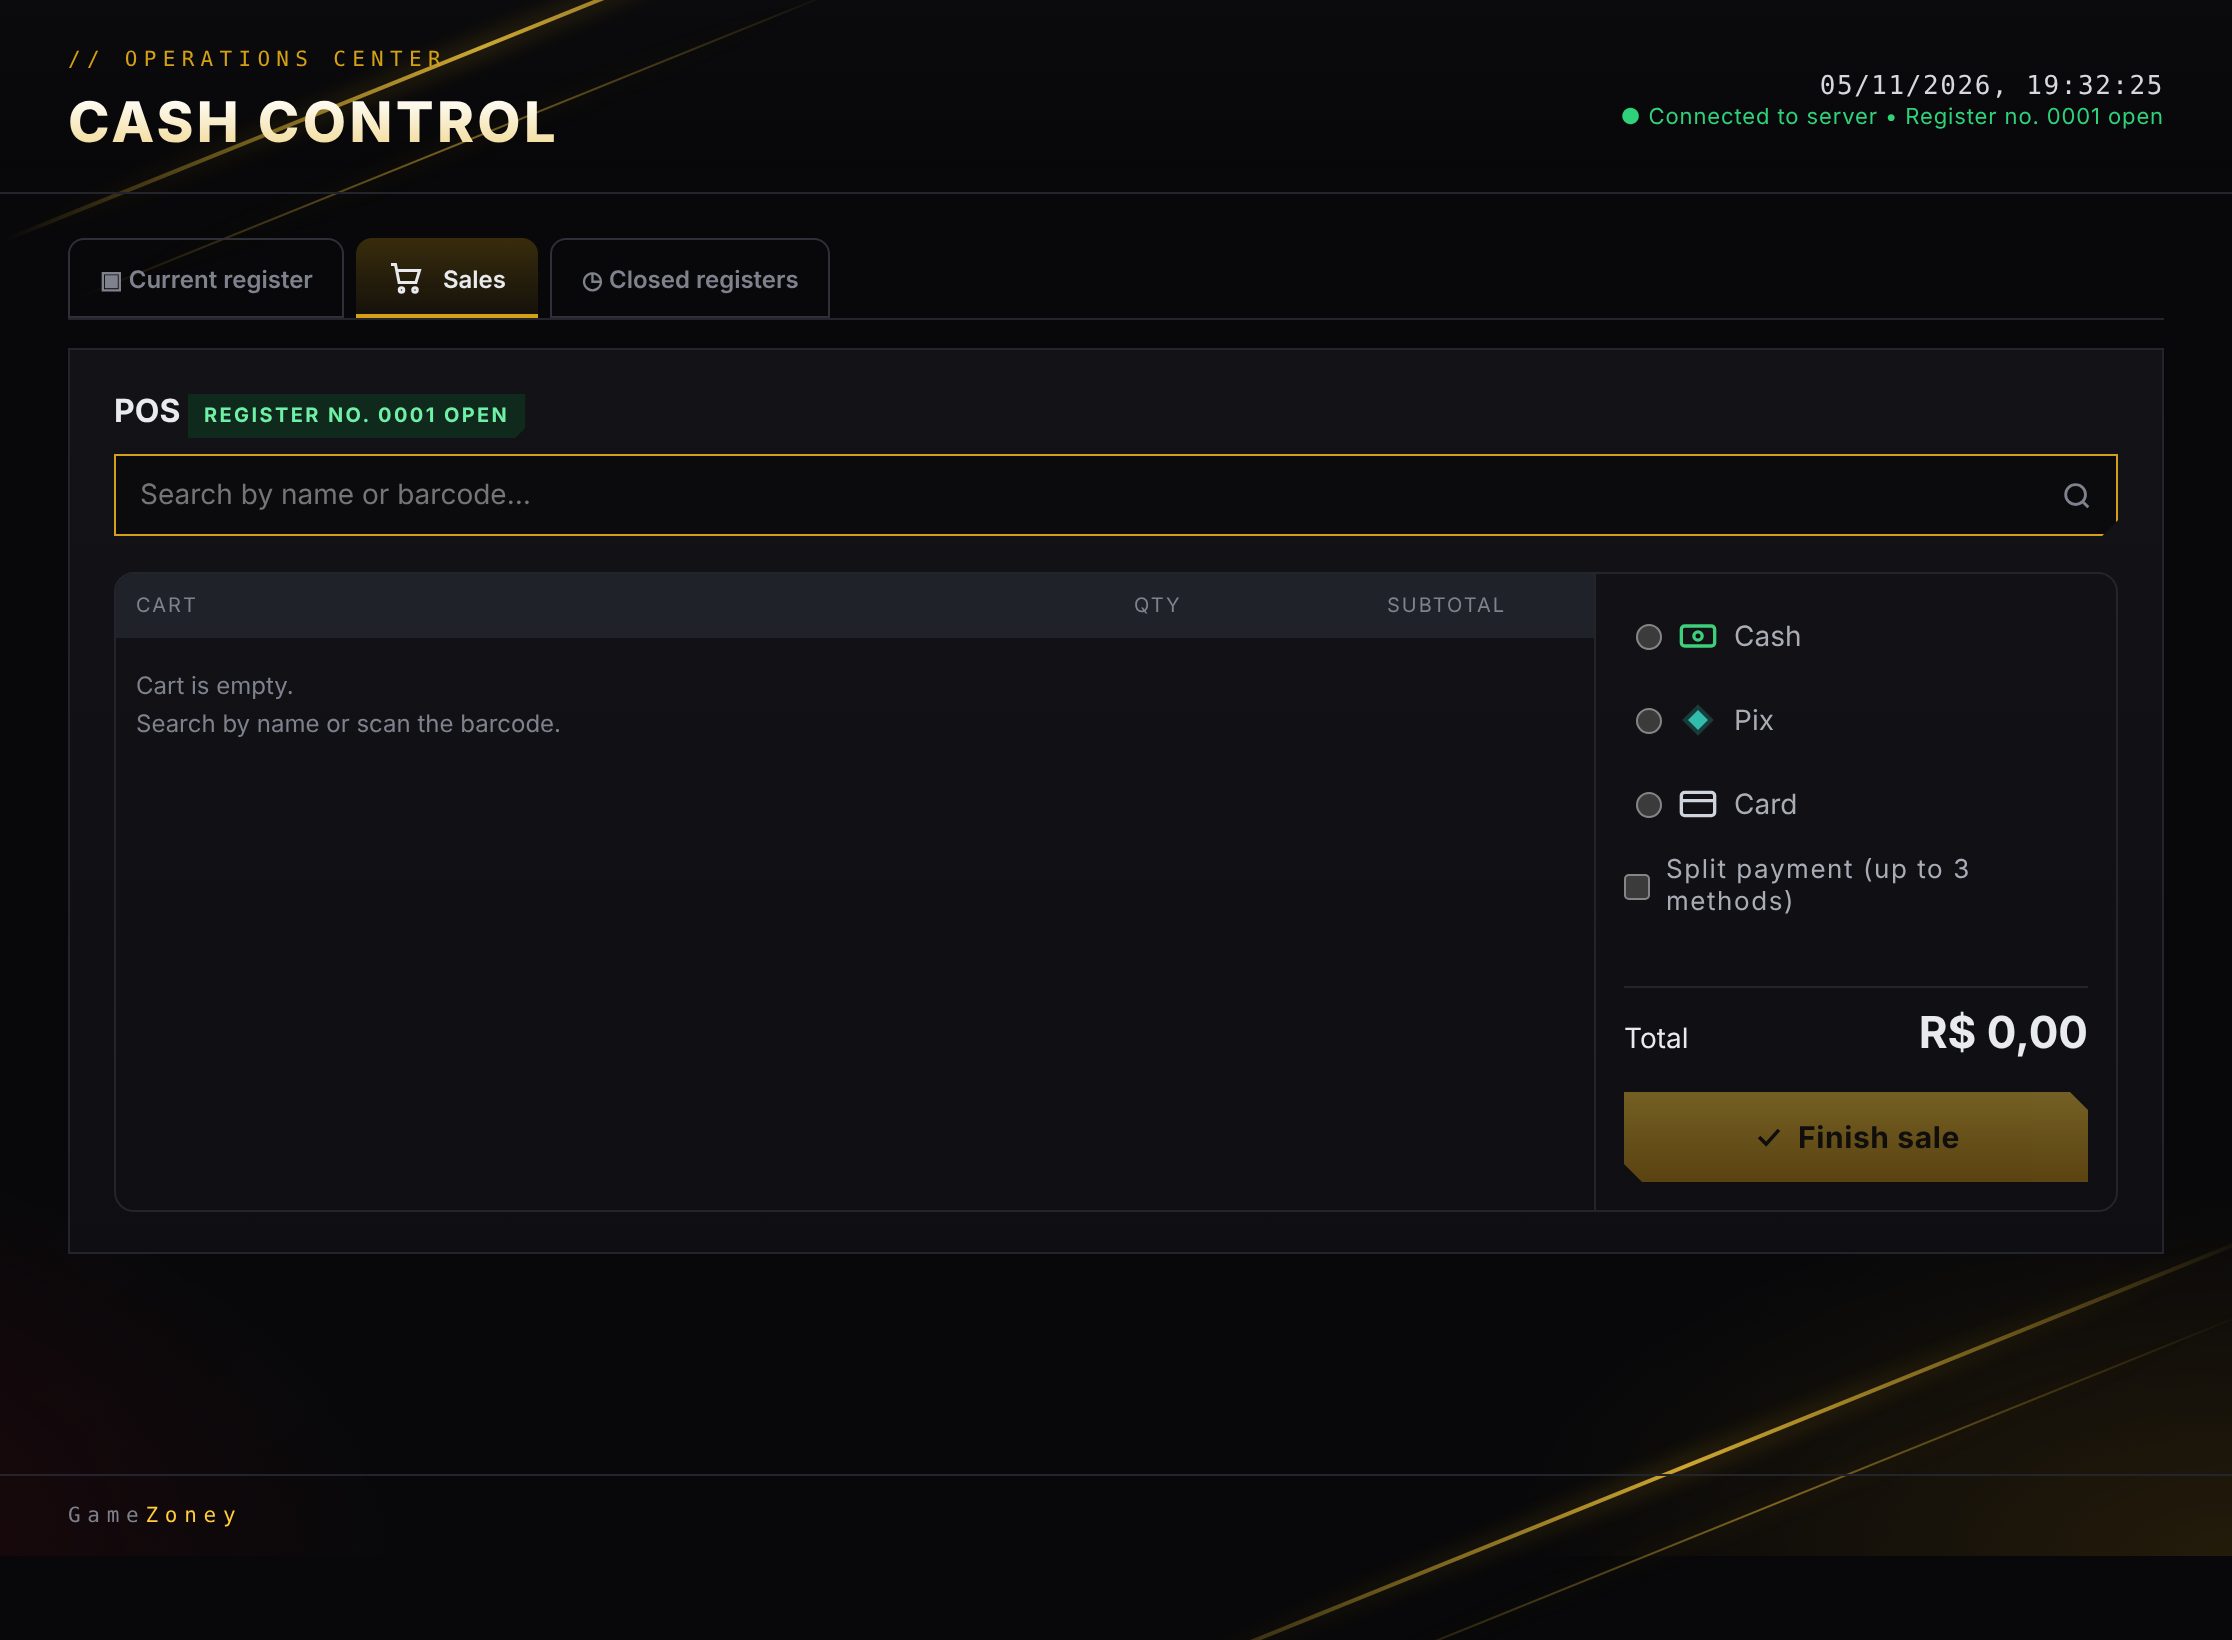 // OPERATIONS CENTER
CASH CONTROL
05/11/2026, 19:32:25
Connected to server • Register no. 0001 open
Current register
Sales
Closed registers
POS REGISTER NO. 0001 OPEN
Search by name or barcode...
CART QTY SUBTOTAL
Cart is empty.
Search by name or scan the barcode.
Cash
Pix
Card
Split payment (up to 3
methods)
Total R$ 0,00
Finish sale
GameZoney